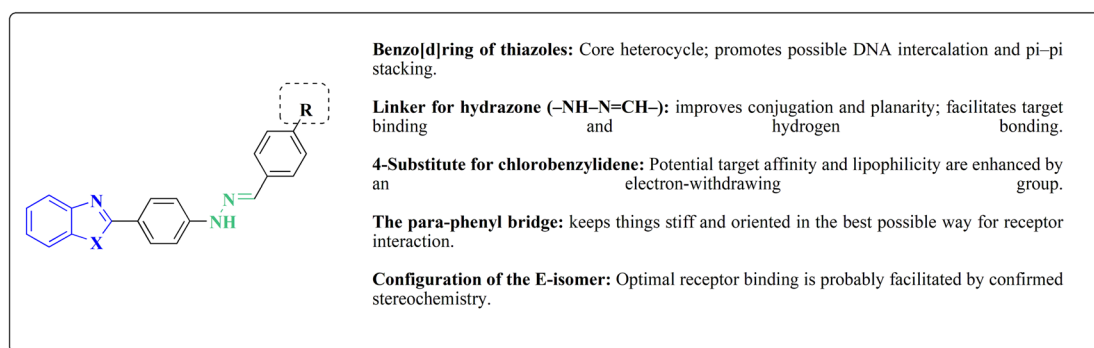 R
N
N
NH
X
Benzo[d]ring of thiazoles: Core heterocycle; promotes possible DNA intercalation and pi–pi
stacking.
Linker for hydrazone (–NH–N=CH–): improves conjugation and planarity; facilitates target
binding and hydrogen bonding.
4-Substitute for chlorobenzylidene: Potential target affinity and lipophilicity are enhanced by
an electron-withdrawing group.
The para-phenyl bridge: keeps things stiff and oriented in the best possible way for receptor
interaction.
Configuration of the E-isomer: Optimal receptor binding is probably facilitated by confirmed
stereochemistry.